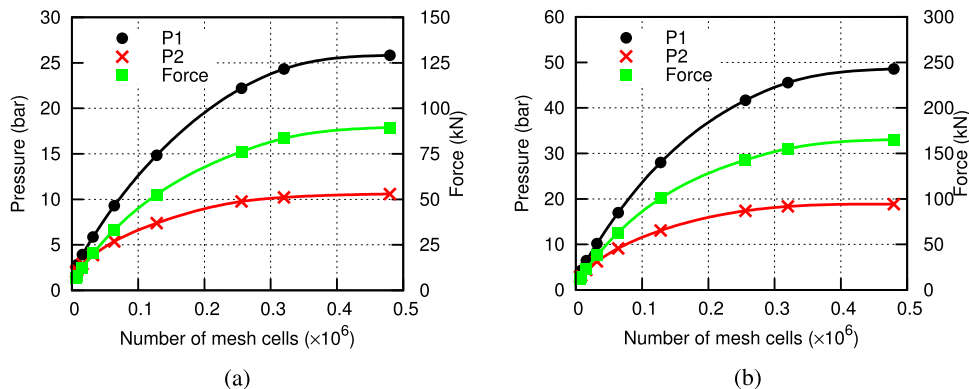 30
25
20
15
10
5
0
Pressure (bar)
P1
P2
Force
150
125
100
75
50
25
0
Force (kN)
0 0.1 0.2 0.3 0.4 0.5
Number of mesh cells (×10⁶)
(a)
60
50
40
30
20
10
0
Pressure (bar)
P1
P2
Force
300
250
200
150
100
50
0
Force (kN)
0 0.1 0.2 0.3 0.4 0.5
Number of mesh cells (×10⁶)
(b)